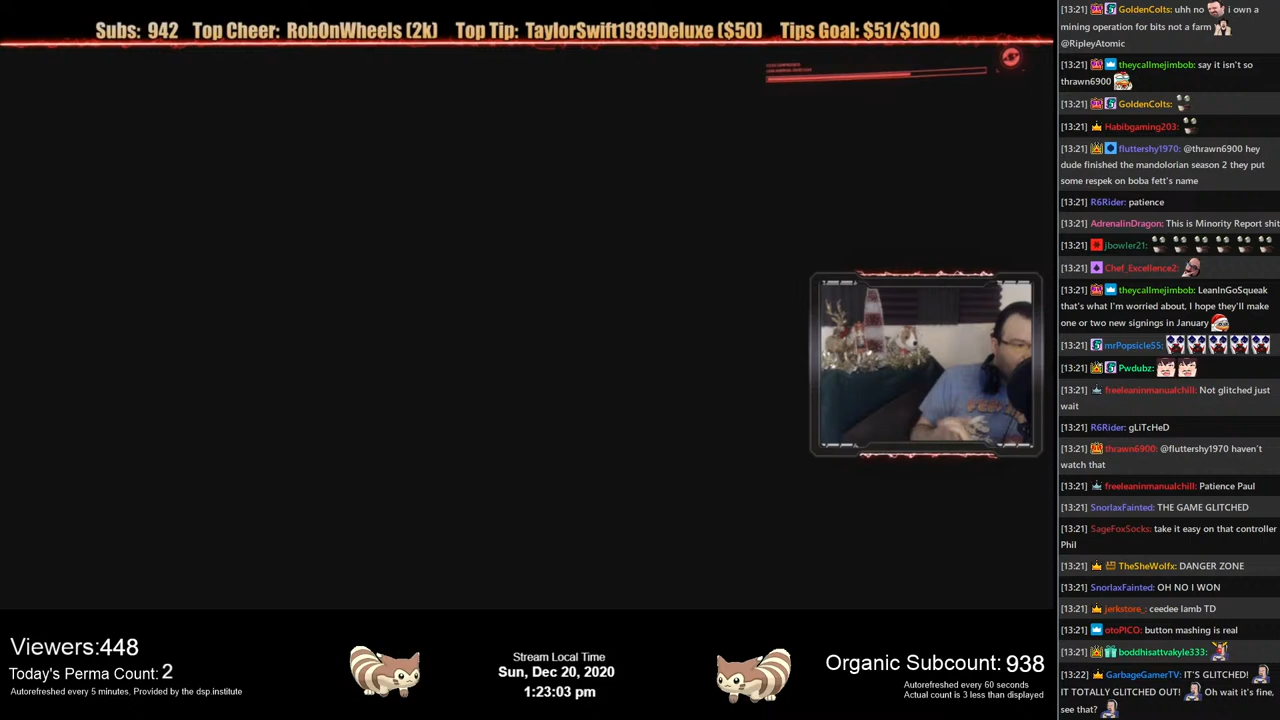 Subs: 942 Top Cheer: RobOnWheels (2k) Top Tip: TaylorSwift1989Deluxe ($50) Tips Goal: $51/$100
Viewers:448
Today's Perma Count: 2
Autorefreshed every 5 minutes, Provided by the dsp.institute
Stream Local Time
Sun, Dec 20, 2020
1:23:03 pm
Organic Subcount: 938
Autorefreshed every 60 seconds
Actual count is 3 less than displayed
[13:21] GoldenColts: uhh no i own a
mining operation for bits not a farm
@RipleyAtomic
[13:21] theycallmejimbob: say it isn't so
thrawn6900
[13:21] GoldenColts:
[13:21] Habibgaming203:
[13:21] fluttershy1970: @thrawn6900 hey
dude finished the mandolorian season 2 they put
some respek on boba fett's name
[13:21] R6Rider: patience
[13:21] AdrenalinDragon: This is Minority Report shit
[13:21] jbowler21:
[13:21] Chef_Excellence2:
[13:21] theycallmejimbob: LeanInGoSqueak
that's what I'm worried about, I hope they'll make
one or two new signings in January
[13:21] mrPopsicle55:
[13:21] Pwdubz:
[13:21] freeleaninmanualchill: Not glitched just
wait
[13:21] R6Rider: gLiTcHeD
[13:21] thrawn6900: @fluttershy1970 haven't
watch that
[13:21] freeleaninmanualchill: Patience Paul
[13:21] SnorlaxFainted: THE GAME GLITCHED
[13:21] SageFoxSocks: take it easy on that controller
Phil
[13:21] TheSheWolfx: DANGER ZONE
[13:21] SnorlaxFainted: OH NO I WON
[13:21] jerkstore_: ceedee lamb TD
[13:21] otoPICO: button mashing is real
[13:21] boddhisattvakyle333:
[13:22] GarbageGamerTV: IT'S GLITCHED!
IT TOTALLY GLITCHED OUT! Oh wait it's fine,
see that?